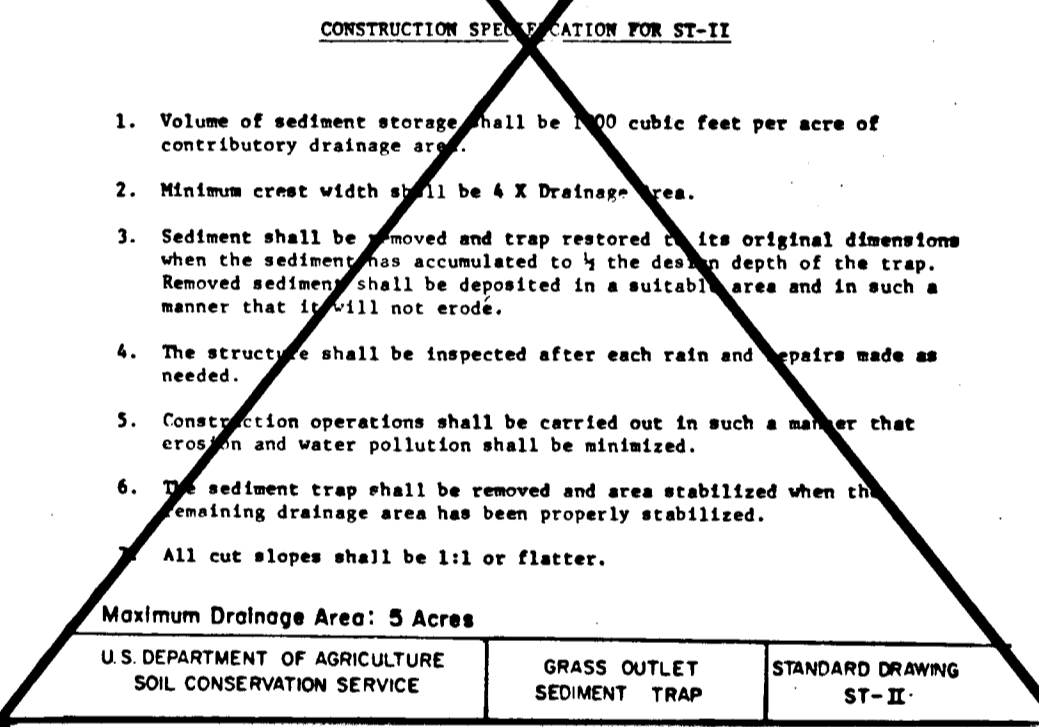 CONSTRUCTION SPECIFICATION FOR ST-II
1. Volume of sediment storage shall be 1800 cubic feet per acre of
contributory drainage area.
2. Minimum crest width shall be 4 X Drainage Area.
3. Sediment shall be removed and trap restored to its original dimensions
when the sediment has accumulated to ½ the design depth of the trap.
Removed sediment shall be deposited in a suitable area and in such a
manner that it will not erode.
4. The structure shall be inspected after each rain and repairs made as
needed.
5. Construction operations shall be carried out in such a manner that
erosion and water pollution shall be minimized.
6. The sediment trap shall be removed and area stabilized when the
remaining drainage area has been properly stabilized.
7. All cut slopes shall be 1:1 or flatter.
Maximum Drainage Area: 5 Acres
U.S. DEPARTMENT OF AGRICULTURE
SOIL CONSERVATION SERVICE
GRASS OUTLET
SEDIMENT TRAP
STANDARD DRAWING
ST-II